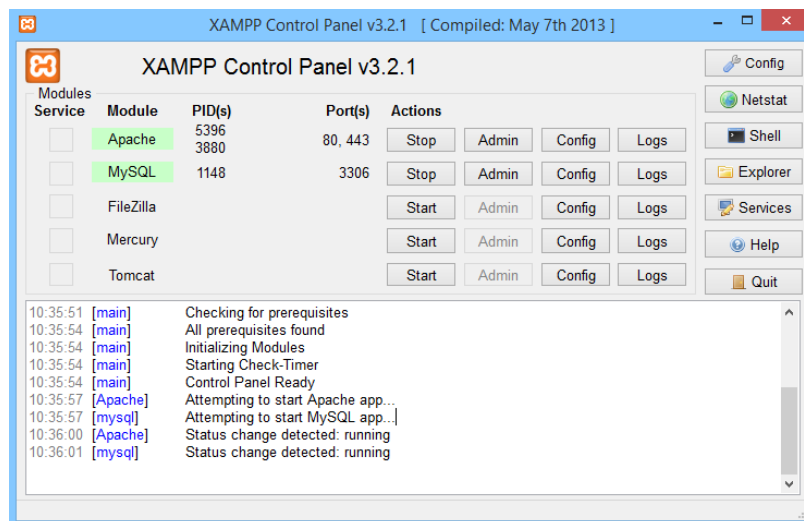 XAMPP Control Panel v3.2.1 [ Compiled: May 7th 2013 ]
XAMPP Control Panel v3.2.1
Config
Modules
Netstat
Service Module PID(s) Port(s) Actions
Apache 5396 80, 443 Stop Admin Config Logs
3880
Shell
MySQL 1148 3306 Stop Admin Config Logs
Explorer
FileZilla Start Admin Config Logs
Services
Mercury Start Admin Config Logs
Help
Tomcat Start Admin Config Logs
Quit
10:35:51 [main] Checking for prerequisites
10:35:54 [main] All prerequisites found
10:35:54 [main] Initializing Modules
10:35:54 [main] Starting Check-Timer
10:35:54 [main] Control Panel Ready
10:35:57 [Apache] Attempting to start Apache app...
10:35:57 [mysql] Attempting to start MySQL app...
10:36:00 [Apache] Status change detected: running
10:36:01 [mysql] Status change detected: running